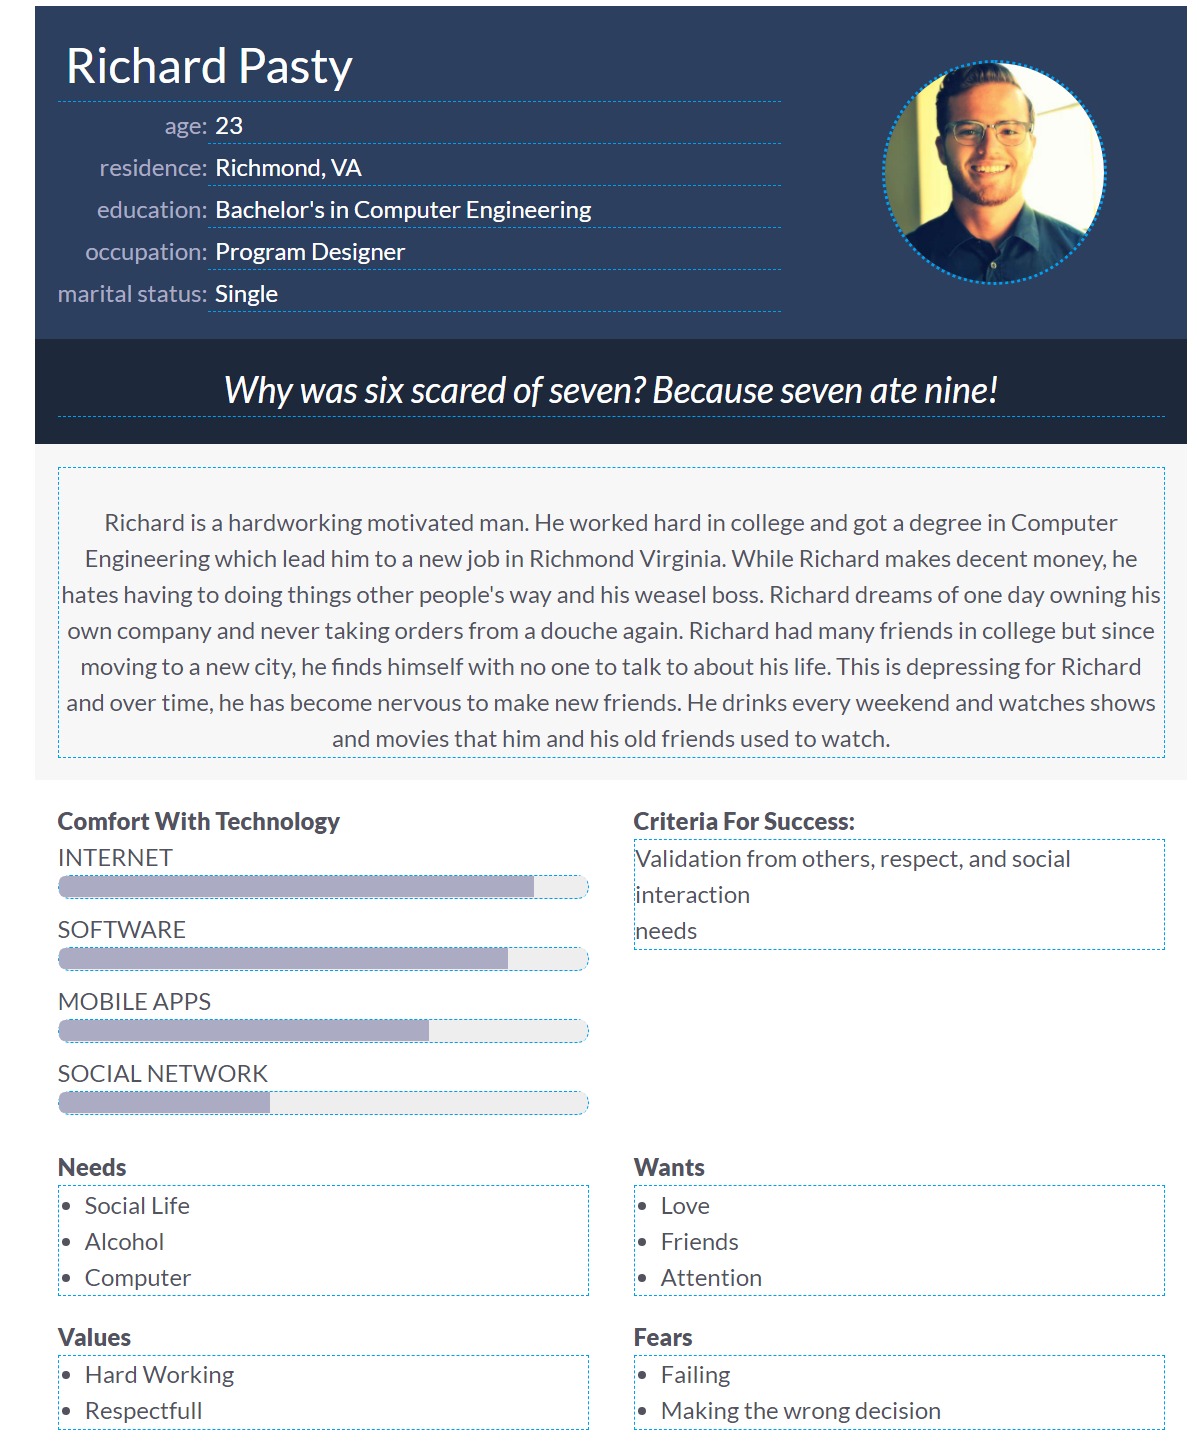 Richard Pasty
age: 23
residence: Richmond, VA
education: Bachelor's in Computer Engineering
occupation: Program Designer
marital status: Single
Why was six scared of seven? Because seven ate nine!
Richard is a hardworking motivated man. He worked hard in college and got a degree in Computer
Engineering which lead him to a new job in Richmond Virginia. While Richard makes decent money, he
hates having to doing things other people's way and his weasel boss. Richard dreams of one day owning his
own company and never taking orders from a douche again. Richard had many friends in college but since
moving to a new city, he finds himself with no one to talk to about his life. This is depressing for Richard
and over time, he has become nervous to make new friends. He drinks every weekend and watches shows
and movies that him and his old friends used to watch.
Comfort With Technology
INTERNET
SOFTWARE
MOBILE APPS
SOCIAL NETWORK
Criteria For Success:
Validation from others, respect, and social
interaction
needs
Needs
• Social Life
• Alcohol
• Computer
Wants
• Love
• Friends
• Attention
Values
• Hard Working
• Respectfull
Fears
• Failing
• Making the wrong decision